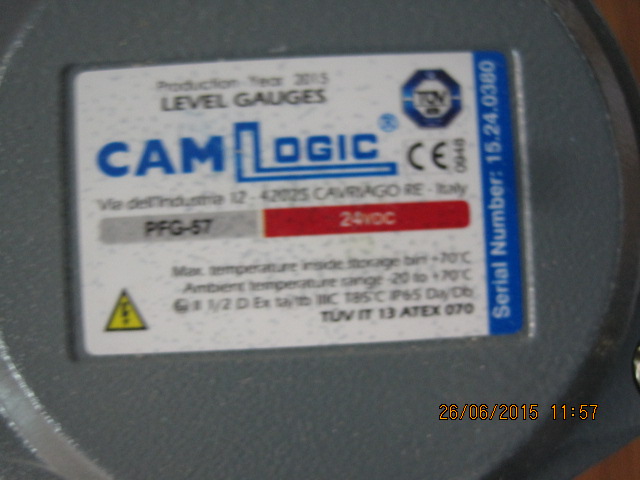 Production Year 2015
LEVEL GAUGES
CAMLOGIC®
TÜV
CE 0948
Via dell'Industria 12 - 42025 CAVRIAGO RE - Italy
PFG-57
24VDC
Max. temperature inside storage bin +70°C
Ambient temperature range -20 to +70°C
II 1/2 D Ex ta/tb IIIC T85°C IP65 Da/Db
TÜV IT 13 ATEX 070
Serial Number: 15.24.0380
26/06/2015 11:57